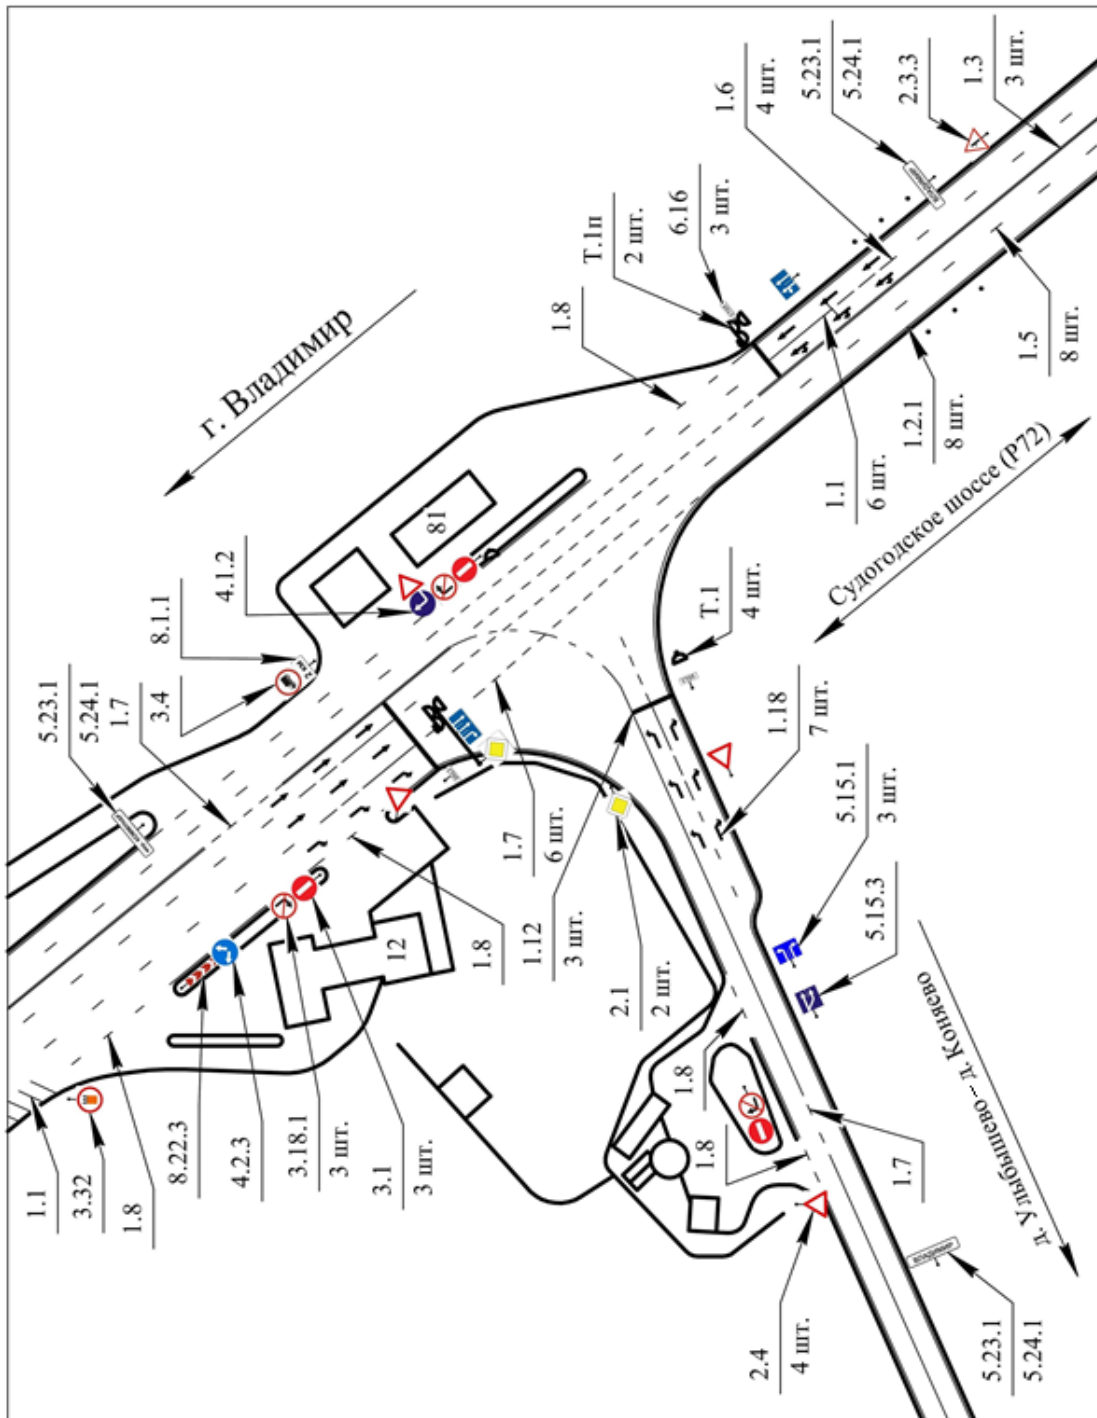 1.1
3.32
1.8
5.23.1
5.24.1
1.7
3.4
8.1.1
4.1.2
г. Владимир
8.22.3
4.2.3
3.18.1
3 шт.
3.1
3 шт.
12
1.8
81
1.8
Т.1п
2 шт.
6.16
3 шт.
1.6
4 шт.
5.23.1
5.24.1
2.3.3
1.3
3 шт.
1.7
6 шт.
1.12
3 шт.
2.1
2 шт.
1.8
1.8
Т.1
4 шт.
1.18
7 шт.
5.15.1
3 шт.
5.15.3
1.1
6 шт.
1.2.1
8 шт.
1.5
8 шт.
Судогодское шоссе (Р72)
2.4
4 шт.
1.7
ВЛАДИМИР
5.23.1
5.24.1
д. Улыбышево – д. Коняево